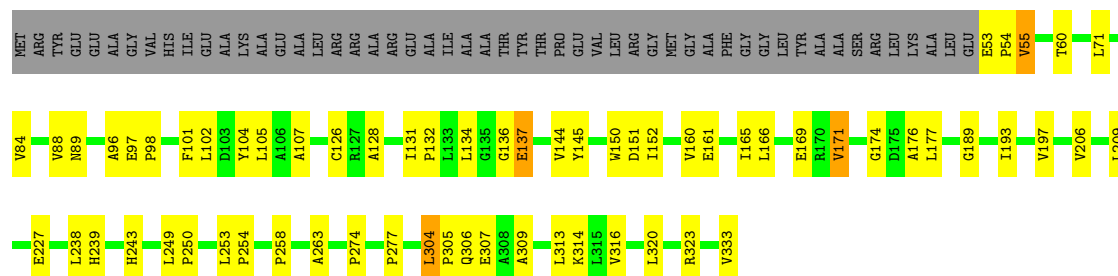 MET ARG TYR GLU GLU ALA GLY VAL HIS ILE GLU ALA LYS ALA GLU ALA LEU ARG ARG ALA ARG GLU ALA ILE ALA ALA THR TYR THR PRO GLU VAL LEU ARG GLY MET GLY ALA PHE GLY GLY LEU TYR ALA ALA SER ARG LEU LYS ALA LEU GLU E53 P54 V55 T60 L71
V84 V88 N89 A96 E97 P98 F101 L102 D103 Y104 L105 A106 A107 C126 R127 A128 I131 P132 L133 L134 G135 G136 E137 V144 Y145 W150 D151 I152 V160 E161 I165 L166 E169 R170 V171 G174 D175 A176 L177 G189 I193 V197 V206 L209
E227 L238 H239 H243 L249 P250 L253 P254 P258 A263 P274 P277 L304 P305 Q306 E307 A308 A309 L313 K314 L315 V316 L320 R323 V333